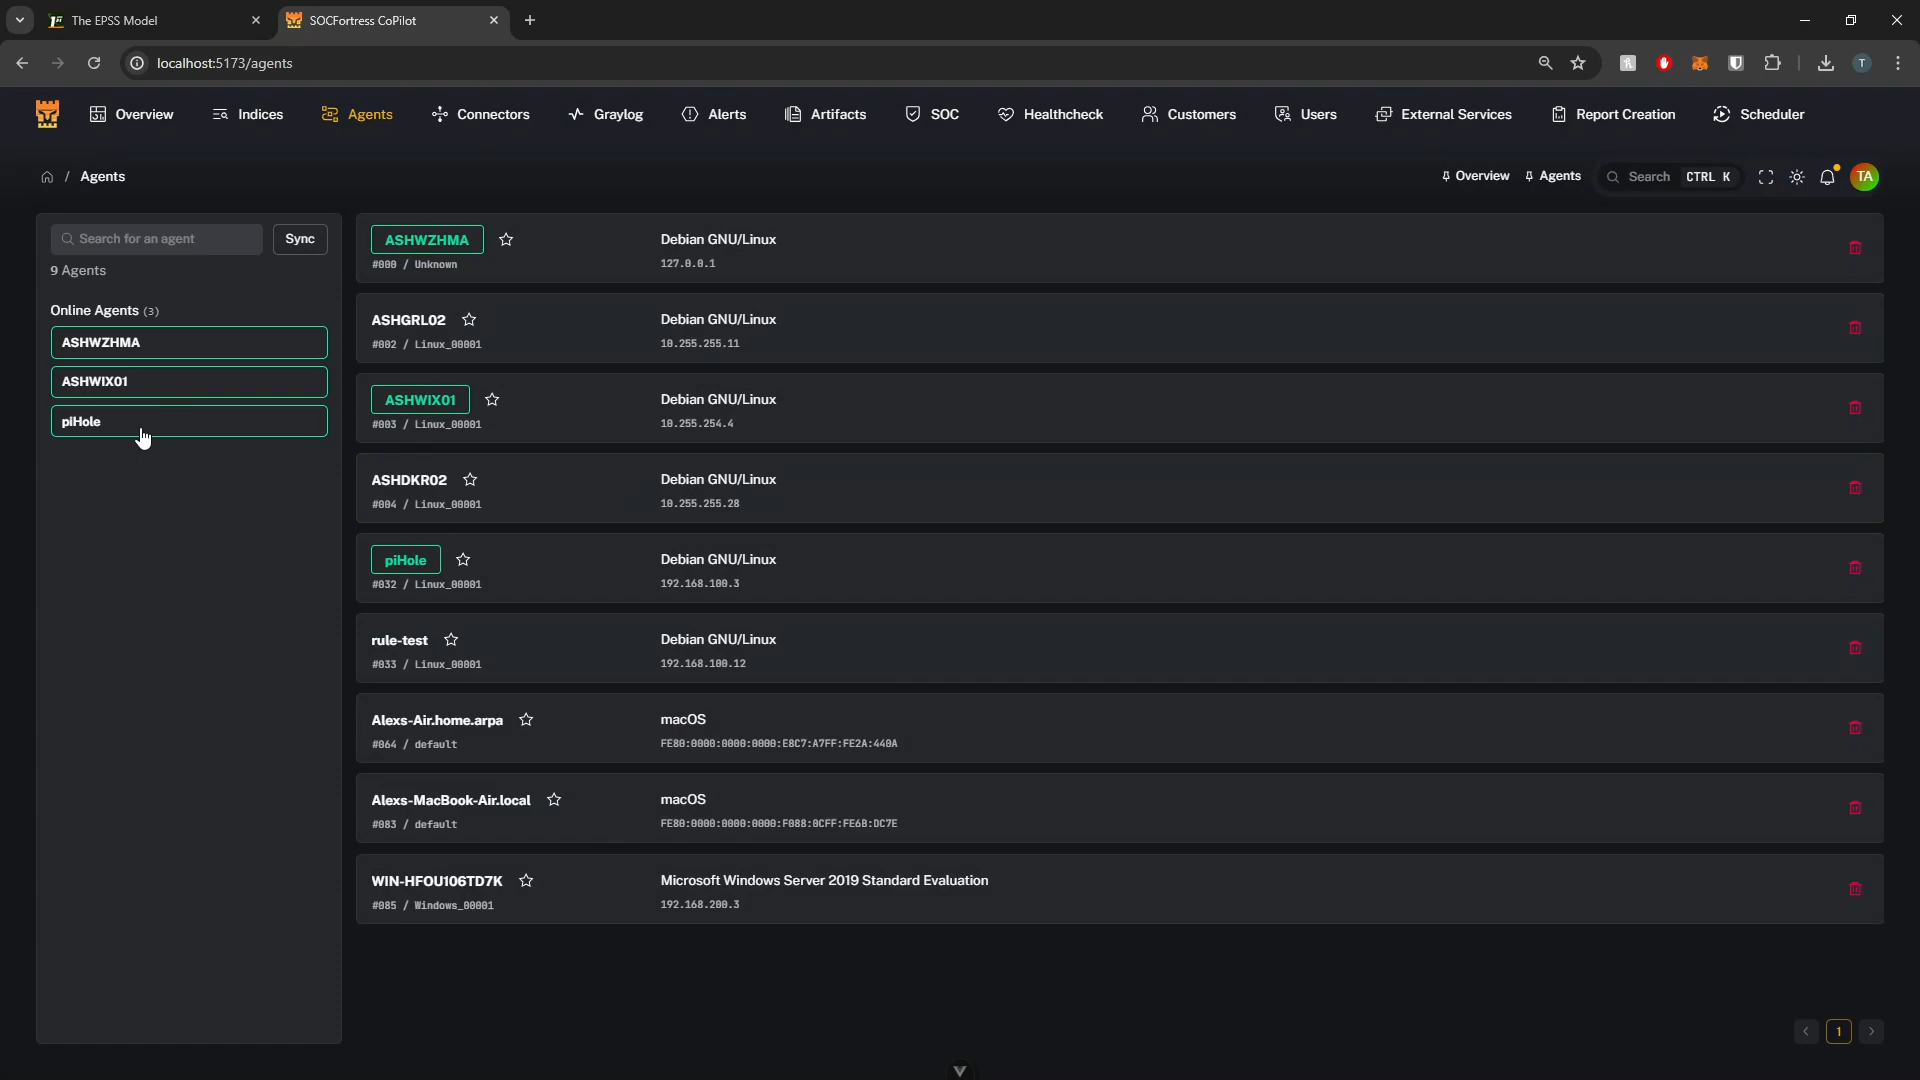 The EPSS Model
SOCFortress CoPilot
localhost:5173/agents
T
Overview
Indices
Agents
Connectors
Graylog
Alerts
Artifacts
SOC
Healthcheck
Customers
Users
External Services
Report Creation
Scheduler
/ Agents
Overview
Agents
Search CTRL K
TA
Search for an agent
Sync
9 Agents
Online Agents (3)
ASHWZHMA
ASHWIX01
piHole
ASHWZHMA
Debian GNU/Linux
#000 / Unknown
127.0.0.1
ASHGRL02
Debian GNU/Linux
#002 / Linux_00001
10.255.255.11
ASHWIX01
Debian GNU/Linux
#003 / Linux_00001
10.255.254.4
ASHDKR02
Debian GNU/Linux
#004 / Linux_00001
10.255.255.28
piHole
Debian GNU/Linux
#032 / Linux_00001
192.168.100.3
rule-test
Debian GNU/Linux
#033 / Linux_00001
192.168.100.12
Alexs-Air.home.arpa
macOS
#064 / default
FE80:0000:0000:0000:E8C7:A7FF:FE2A:440A
Alexs-MacBook-Air.local
macOS
#083 / default
FE80:0000:0000:0000:F088:0CFF:FE6B:DC7E
WIN-HFOU106TD7K
Microsoft Windows Server 2019 Standard Evaluation
#085 / Windows_00001
192.168.200.3
1